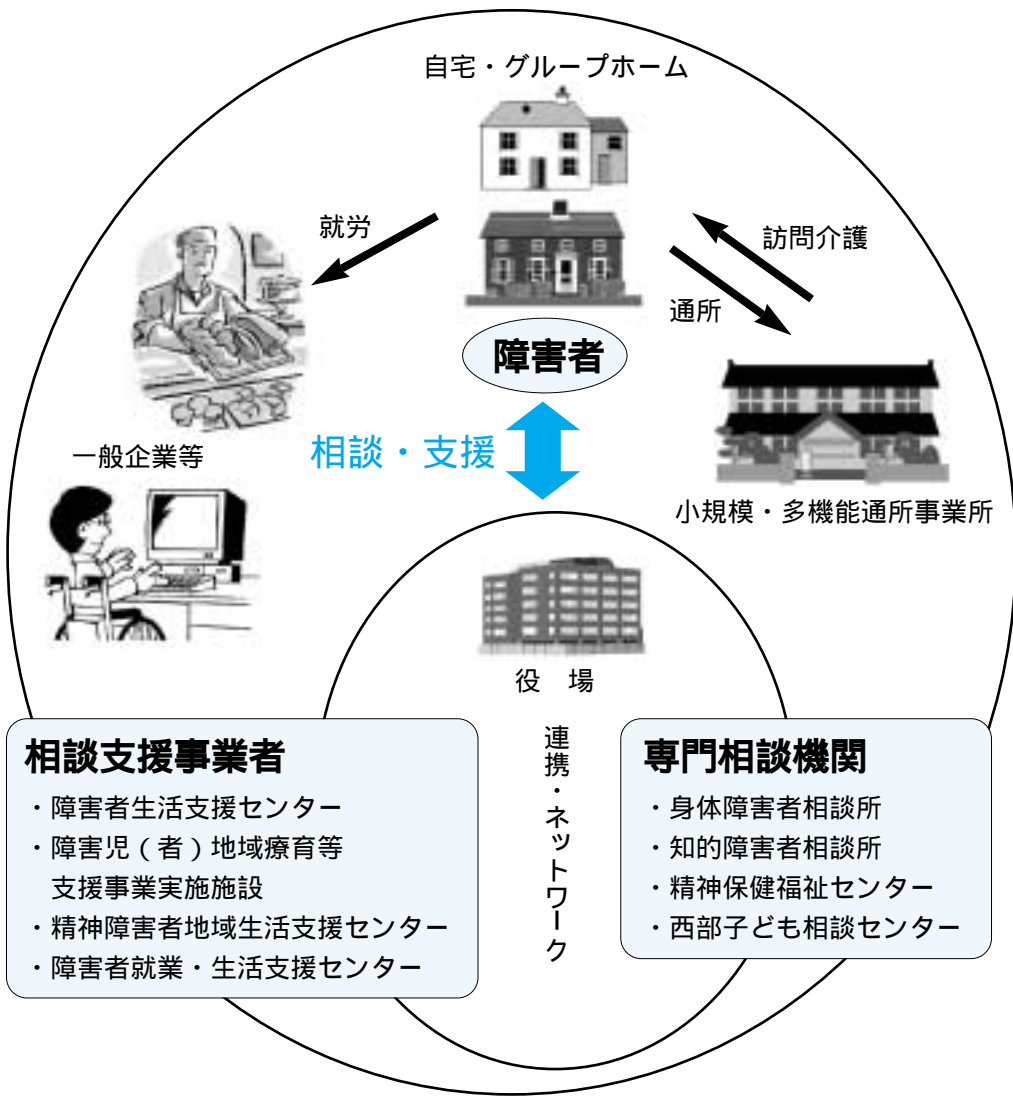 自宅・グループホーム
就労
訪問介護
通所
障害者
相談・支援
一般企業等
小規模・多機能通所事業所
役　場
連携・ネットワーク
相談支援事業者
・障害者生活支援センター
・障害児（者）地域療育等
支援事業実施施設
・精神障害者地域生活支援センター
・障害者就業・生活支援センター
専門相談機関
・身体障害者相談所
・知的障害者相談所
・精神保健福祉センター
・西部子ども相談センター